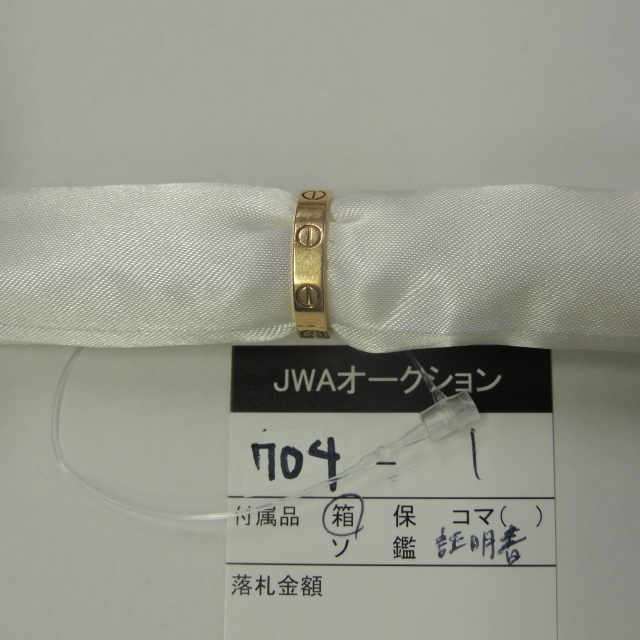 JWAオークション
704 - 1
付属品 箱 保 コマ( )
ソ 鑑 証明書
落札金額